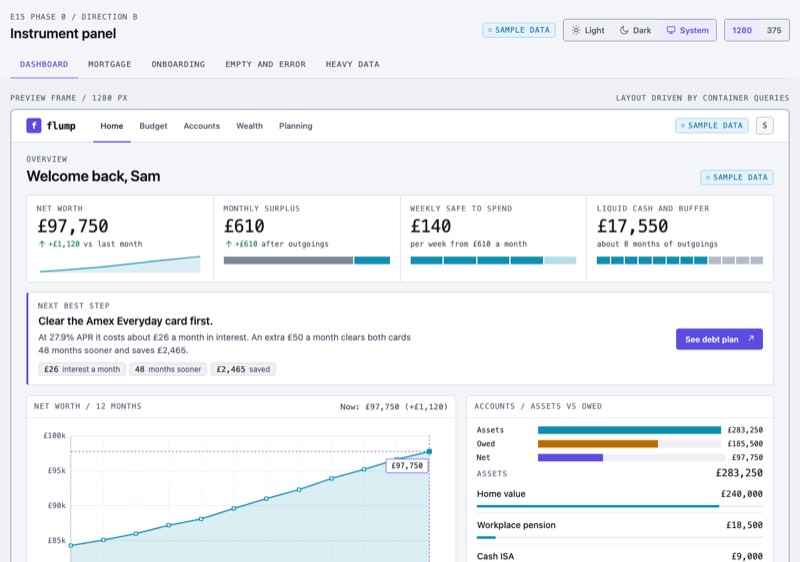 E15 PHASE 0 / DIRECTION B
Instrument panel
SAMPLE DATA
Light
Dark
System
1280
375
DASHBOARD
MORTGAGE
ONBOARDING
EMPTY AND ERROR
HEAVY DATA
PREVIEW FRAME / 1280 PX
LAYOUT DRIVEN BY CONTAINER QUERIES
f
flump
Home
Budget
Accounts
Wealth
Planning
SAMPLE DATA
S
OVERVIEW
Welcome back, Sam
SAMPLE DATA
NET WORTH
£97,750
↑ +£1,120 vs last month
MONTHLY SURPLUS
£610
↑ +£610 after outgoings
WEEKLY SAFE TO SPEND
£140
per week from £610 a month
LIQUID CASH AND BUFFER
£17,550
about 8 months of outgoings
NEXT BEST STEP
Clear the Amex Everyday card first.
At 27.9% APR it costs about £26 a month in interest. An extra £50 a month clears both cards
48 months sooner and saves £2,465.
£26 interest a month
48 months sooner
£2,465 saved
See debt plan ↗
NET WORTH / 12 MONTHS
Now: £97,750 (+£1,120)
£100k
£95k
£90k
£85k
£97,750
ACCOUNTS / ASSETS VS OWED
Assets £283,250
Owed £185,500
Net £97,750
ASSETS £283,250
Home value £240,000
Workplace pension £18,500
Cash ISA £9,000